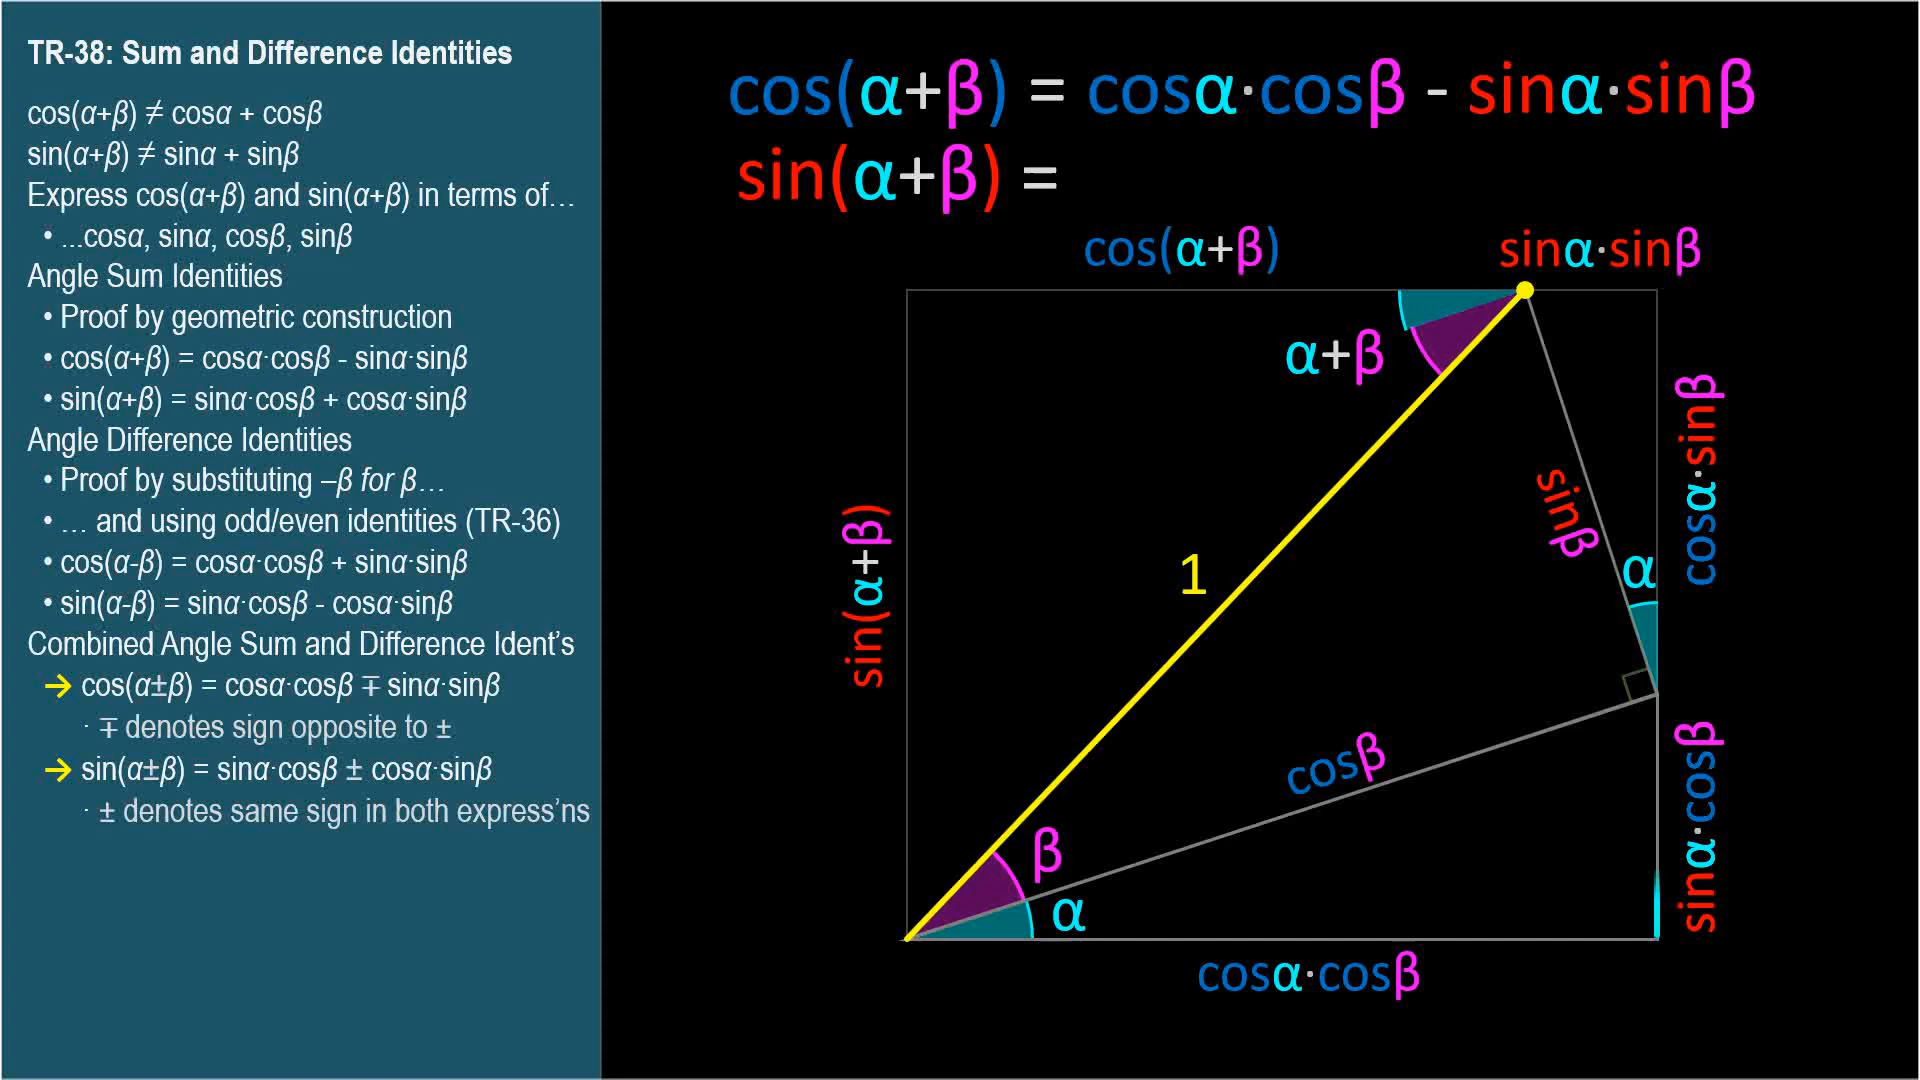 TR-38: Sum and Difference Identities
cos(α+β) ≠ cosα + cosβ
sin(α+β) ≠ sinα + sinβ
Express cos(α+β) and sin(α+β) in terms of…
• ...cosα, sinα, cosβ, sinβ
Angle Sum Identities
• Proof by geometric construction
• cos(α+β) = cosα·cosβ - sinα·sinβ
• sin(α+β) = sinα·cosβ + cosα·sinβ
Angle Difference Identities
• Proof by substituting –β for β…
• … and using odd/even identities (TR-36)
• cos(α-β) = cosα·cosβ + sinα·sinβ
• sin(α-β) = sinα·cosβ - cosα·sinβ
Combined Angle Sum and Difference Ident’s
→ cos(α±β) = cosα·cosβ ∓ sinα·sinβ
· ∓ denotes sign opposite to ±
→ sin(α±β) = sinα·cosβ ± cosα·sinβ
· ± denotes same sign in both express’ns
cos(α+β) = cosα·cosβ - sinα·sinβ
sin(α+β) =
cos(α+β)
sinα·sinβ
α+β
cosα·sinβ
sinβ
sin(α+β)
1
α
cosβ
sinα·cosβ
β
α
cosα·cosβ